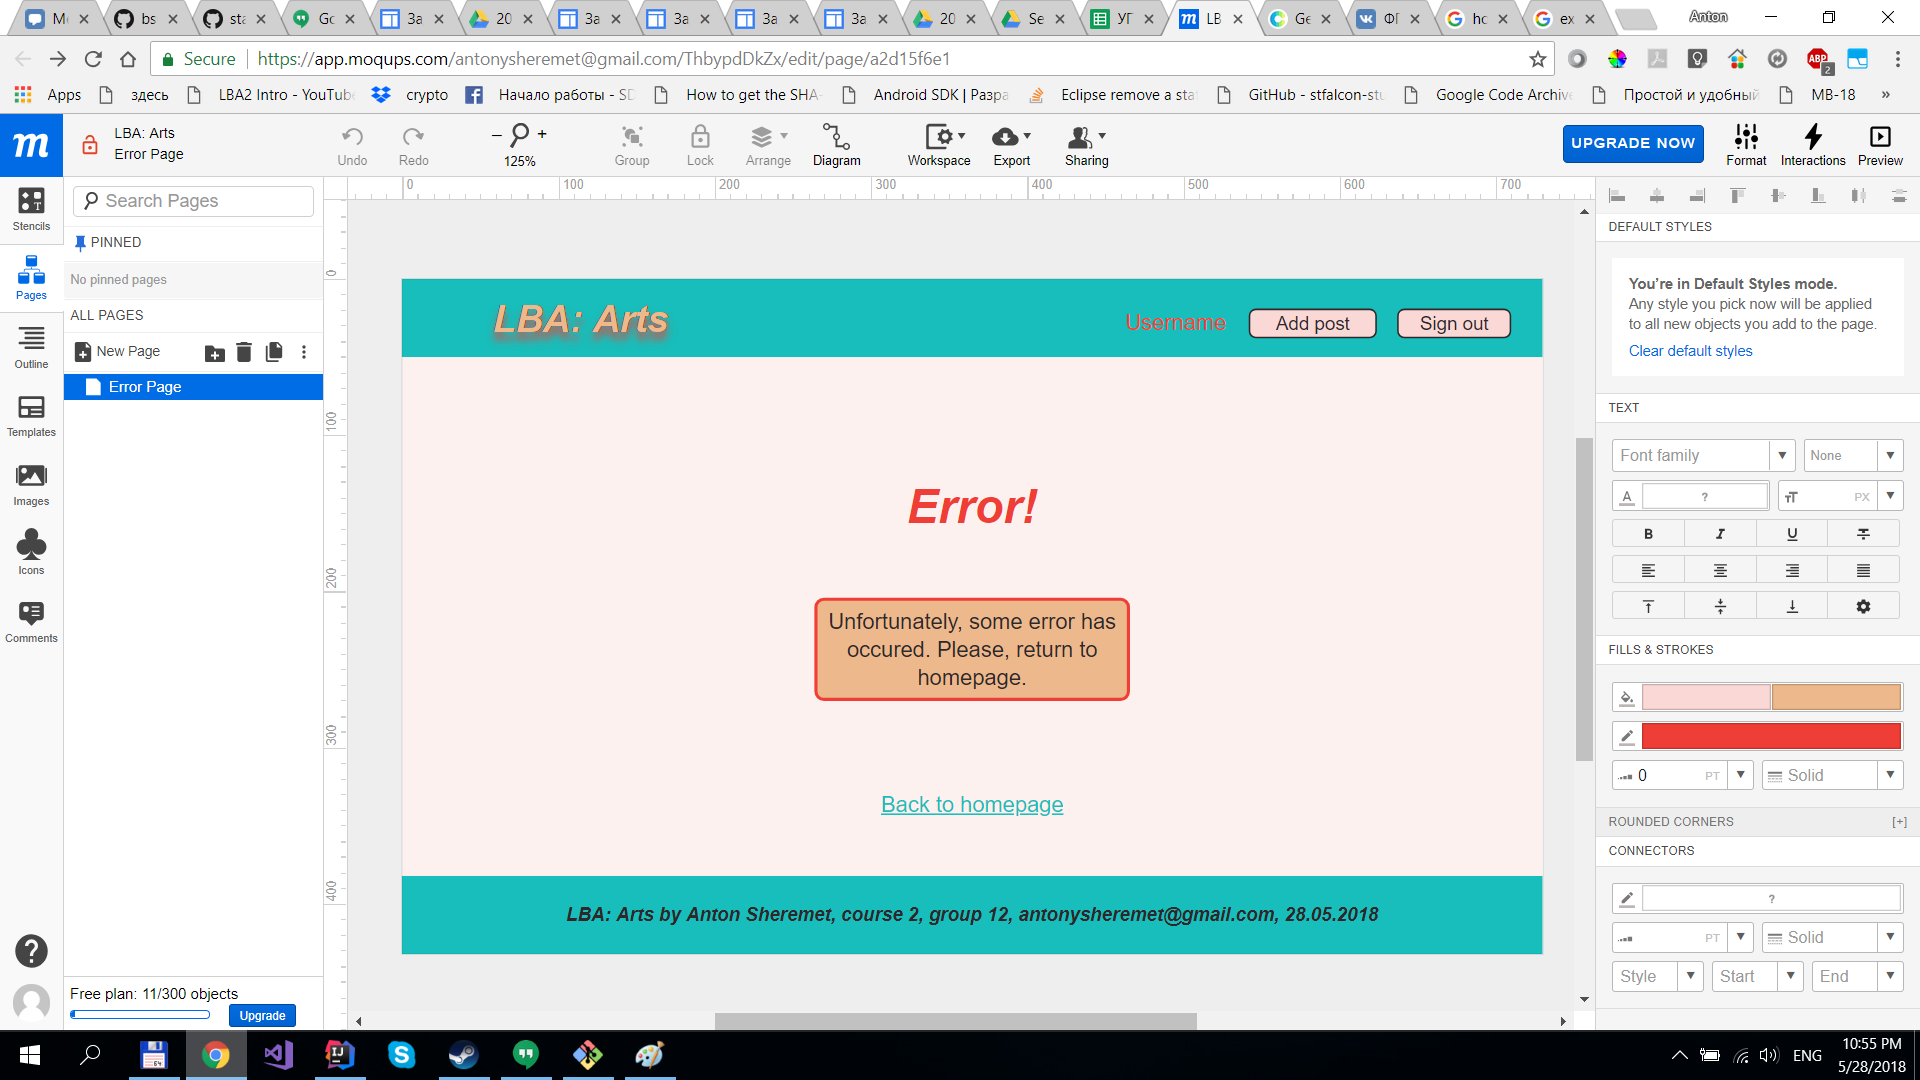 Mo
bs
sta
Go
За
20
За
За
За
За
20
Se
УГ
LB
Ge
ФГ
ho
ex
Anton
Secure
https://app.moqups.com/antonysheremet@gmail.com/ThbypdDkZx/edit/page/a2d15f6e1
Apps
здесь
LBA2 Intro - YouTube
crypto
Начало работы - SD
How to get the SHA-
Android SDK | Разра
Eclipse remove a sta
GitHub - stfalcon-stu
Google Code Archive
Простой и удобный
MB-18
»
LBA: Arts
Error Page
Undo
Redo
125%
Group
Lock
Arrange
Diagram
Workspace
Export
Sharing
UPGRADE NOW
Format
Interactions
Preview
Stencils
Pages
Outline
Templates
Images
Icons
Comments
Search Pages
PINNED
No pinned pages
ALL PAGES
New Page
Error Page
Free plan: 11/300 objects
Upgrade
0 100 200 300 400 500 600 700
0
100
200
300
400
LBA: Arts
Username
Add post
Sign out
Error!
Unfortunately, some error has
occured. Please, return to
homepage.
Back to homepage
LBA: Arts by Anton Sheremet, course 2, group 12, antonysheremet@gmail.com, 28.05.2018
DEFAULT STYLES
You're in Default Styles mode.
Any style you pick now will be applied
to all new objects you add to the page.
Clear default styles
TEXT
Font family
None
A
?
PX
B
I
U
FILLS & STROKES
0
PT
Solid
ROUNDED CORNERS
[+]
CONNECTORS
?
PT
Solid
Style
Start
End
ENG
10:55 PM
5/28/2018